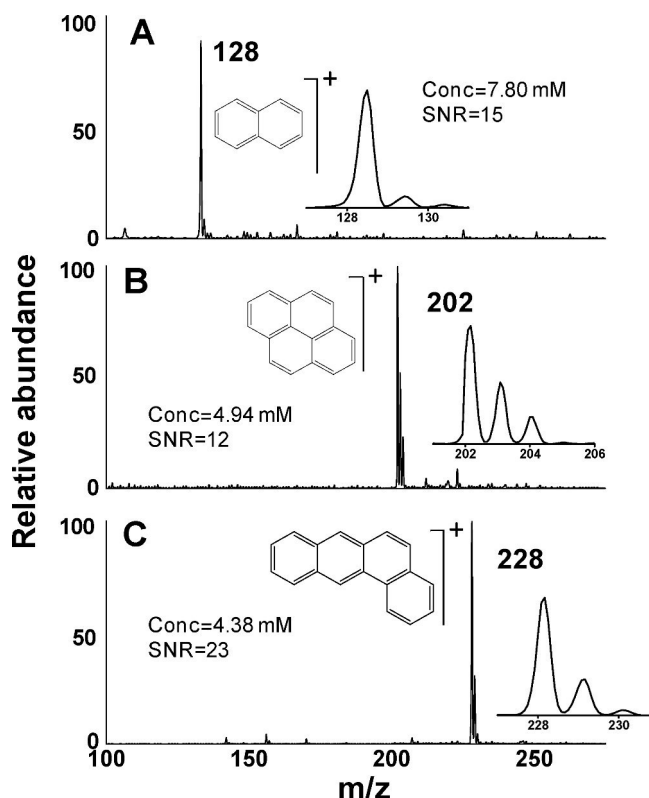 A
100
128
+
Conc=7.80 mM
SNR=15
50
128
130
0
B
100
+
202
50
Conc=4.94 mM
SNR=12
202 204 206
0
Relative abundance
C
100
+
228
50
Conc=4.38 mM
SNR=23
228 230
0
100 150 200 250
m/z